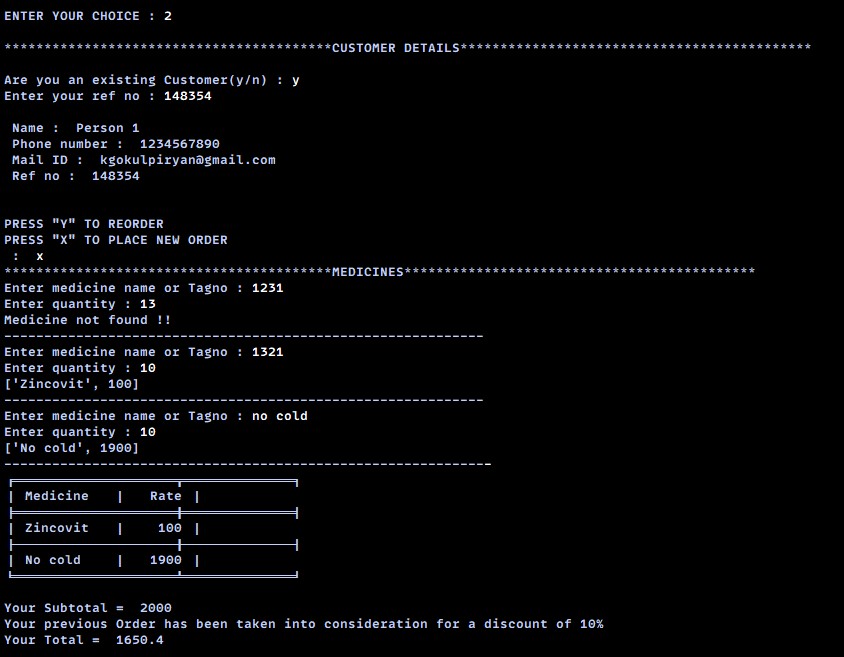 ENTER YOUR CHOICE : 2
*****************************************CUSTOMER DETAILS********************************************
Are you an existing Customer(y/n) : y
Enter your ref no : 148354
Name :  Person 1
Phone number :  1234567890
Mail ID :  kgokulpiryan@gmail.com
Ref no :  148354
PRESS "Y" TO REORDER
PRESS "X" TO PLACE NEW ORDER
 :  x
*****************************************MEDICINES********************************************
Enter medicine name or Tagno : 1231
Enter quantity : 13
Medicine not found !!
------------------------------------------------------------
Enter medicine name or Tagno : 1321
Enter quantity : 10
['Zincovit', 100]
------------------------------------------------------------
Enter medicine name or Tagno : no cold
Enter quantity : 10
['No cold', 1900]
-------------------------------------------------------------
| Medicine | Rate |
| Zincovit | 100 |
| No cold | 1900 |
Your Subtotal =  2000
Your previous Order has been taken into consideration for a discount of 10%
Your Total =  1650.4